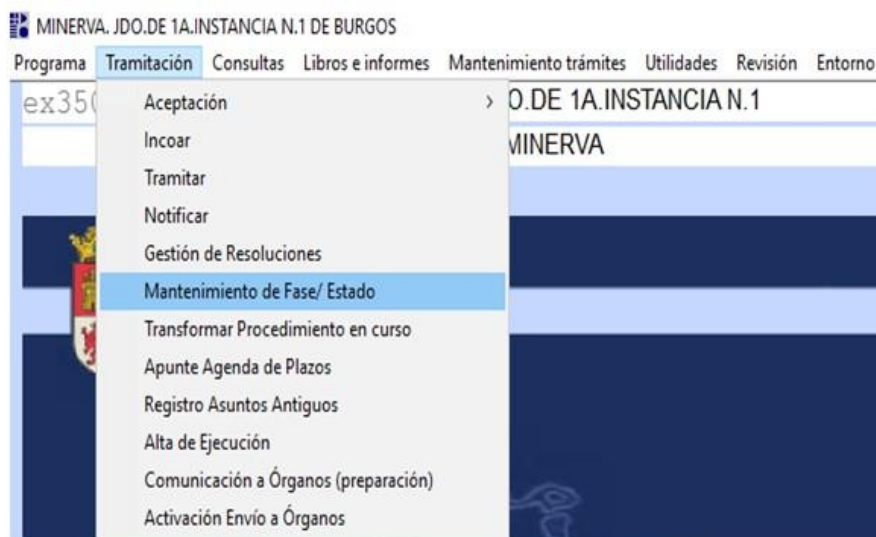 MINERVA. JDO.DE 1A.INSTANCIA N.1 DE BURGOS
Programa Tramitación Consultas Libros e informes Mantenimiento trámites Utilidades Revisión Entorno
ex350 O.DE 1A.INSTANCIA N.1
MINERVA
Aceptación >
Incoar
Tramitar
Notificar
Gestión de Resoluciones
Mantenimiento de Fase/ Estado
Transformar Procedimiento en curso
Apunte Agenda de Plazos
Registro Asuntos Antiguos
Alta de Ejecución
Comunicación a Órganos (preparación)
Activación Envío a Órganos